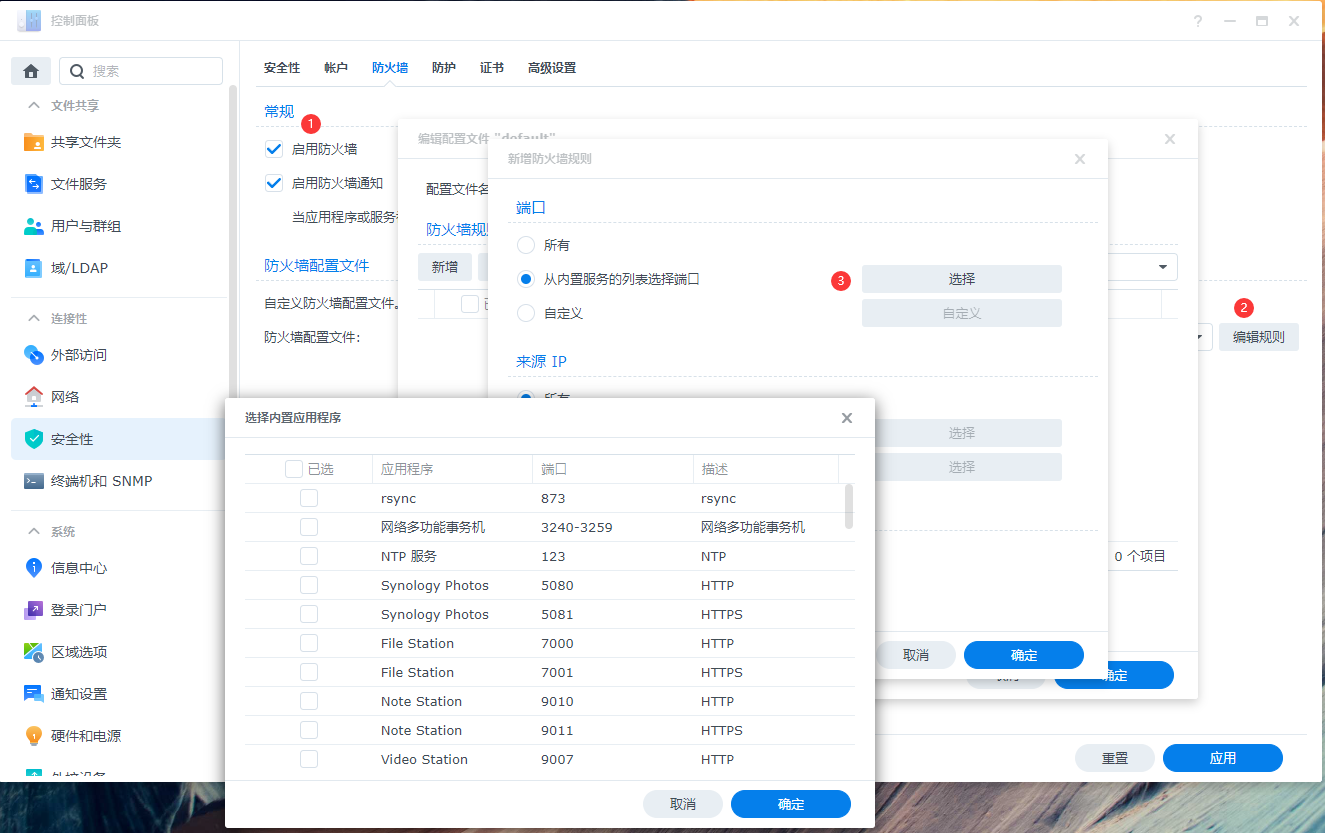 控制面板
搜索
文件共享
共享文件夹
文件服务
用户与群组
域/LDAP
连接性
外部访问
网络
安全性
终端机和 SNMP
系统
信息中心
登录门户
区域选项
通知设置
硬件和电源
外接设备
安全性 帐户 防火墙 防护 证书 高级设置
常规
1
启用防火墙
启用防火墙通知
当应用程序或服务
防火墙配置文件
自定义防火墙配置文件。
防火墙配置文件:
2
编辑规则
重置 应用
编辑配置文件 "default"
配置文件名
防火墙规则
新增
0 个项目
取消 确定
新增防火墙规则
端口
所有
从内置服务的列表选择端口 3 选择
自定义 自定义
来源 IP
所有
选择
选择
取消 确定
选择内置应用程序
已选 应用程序 端口 描述
rsync 873 rsync
网络多功能事务机 3240-3259 网络多功能事务机
NTP 服务 123 NTP
Synology Photos 5080 HTTP
Synology Photos 5081 HTTPS
File Station 7000 HTTP
File Station 7001 HTTPS
Note Station 9010 HTTP
Note Station 9011 HTTPS
Video Station 9007 HTTP
取消 确定